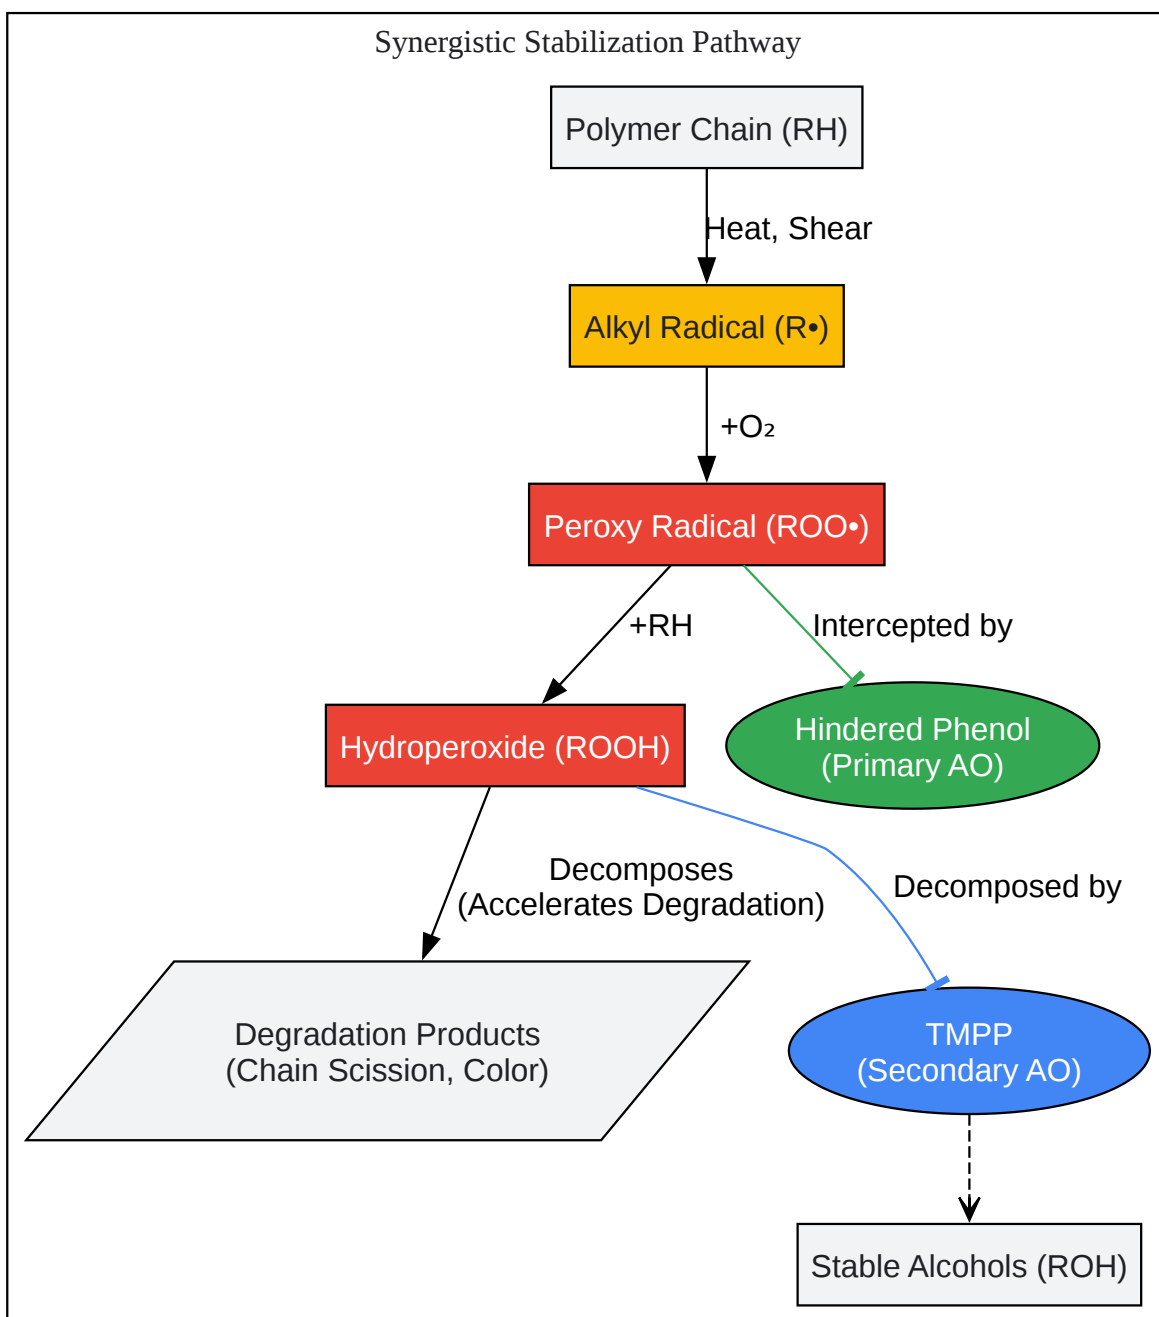 Synergistic Stabilization Pathway
Polymer Chain (RH)
Heat, Shear
Alkyl Radical (R•)
+O₂
Peroxy Radical (ROO•)
+RH
Intercepted by
Hydroperoxide (ROOH)
Hindered Phenol
(Primary AO)
Decomposes
(Accelerates Degradation)
Decomposed by
Degradation Products
(Chain Scission, Color)
TMPP
(Secondary AO)
Stable Alcohols (ROH)